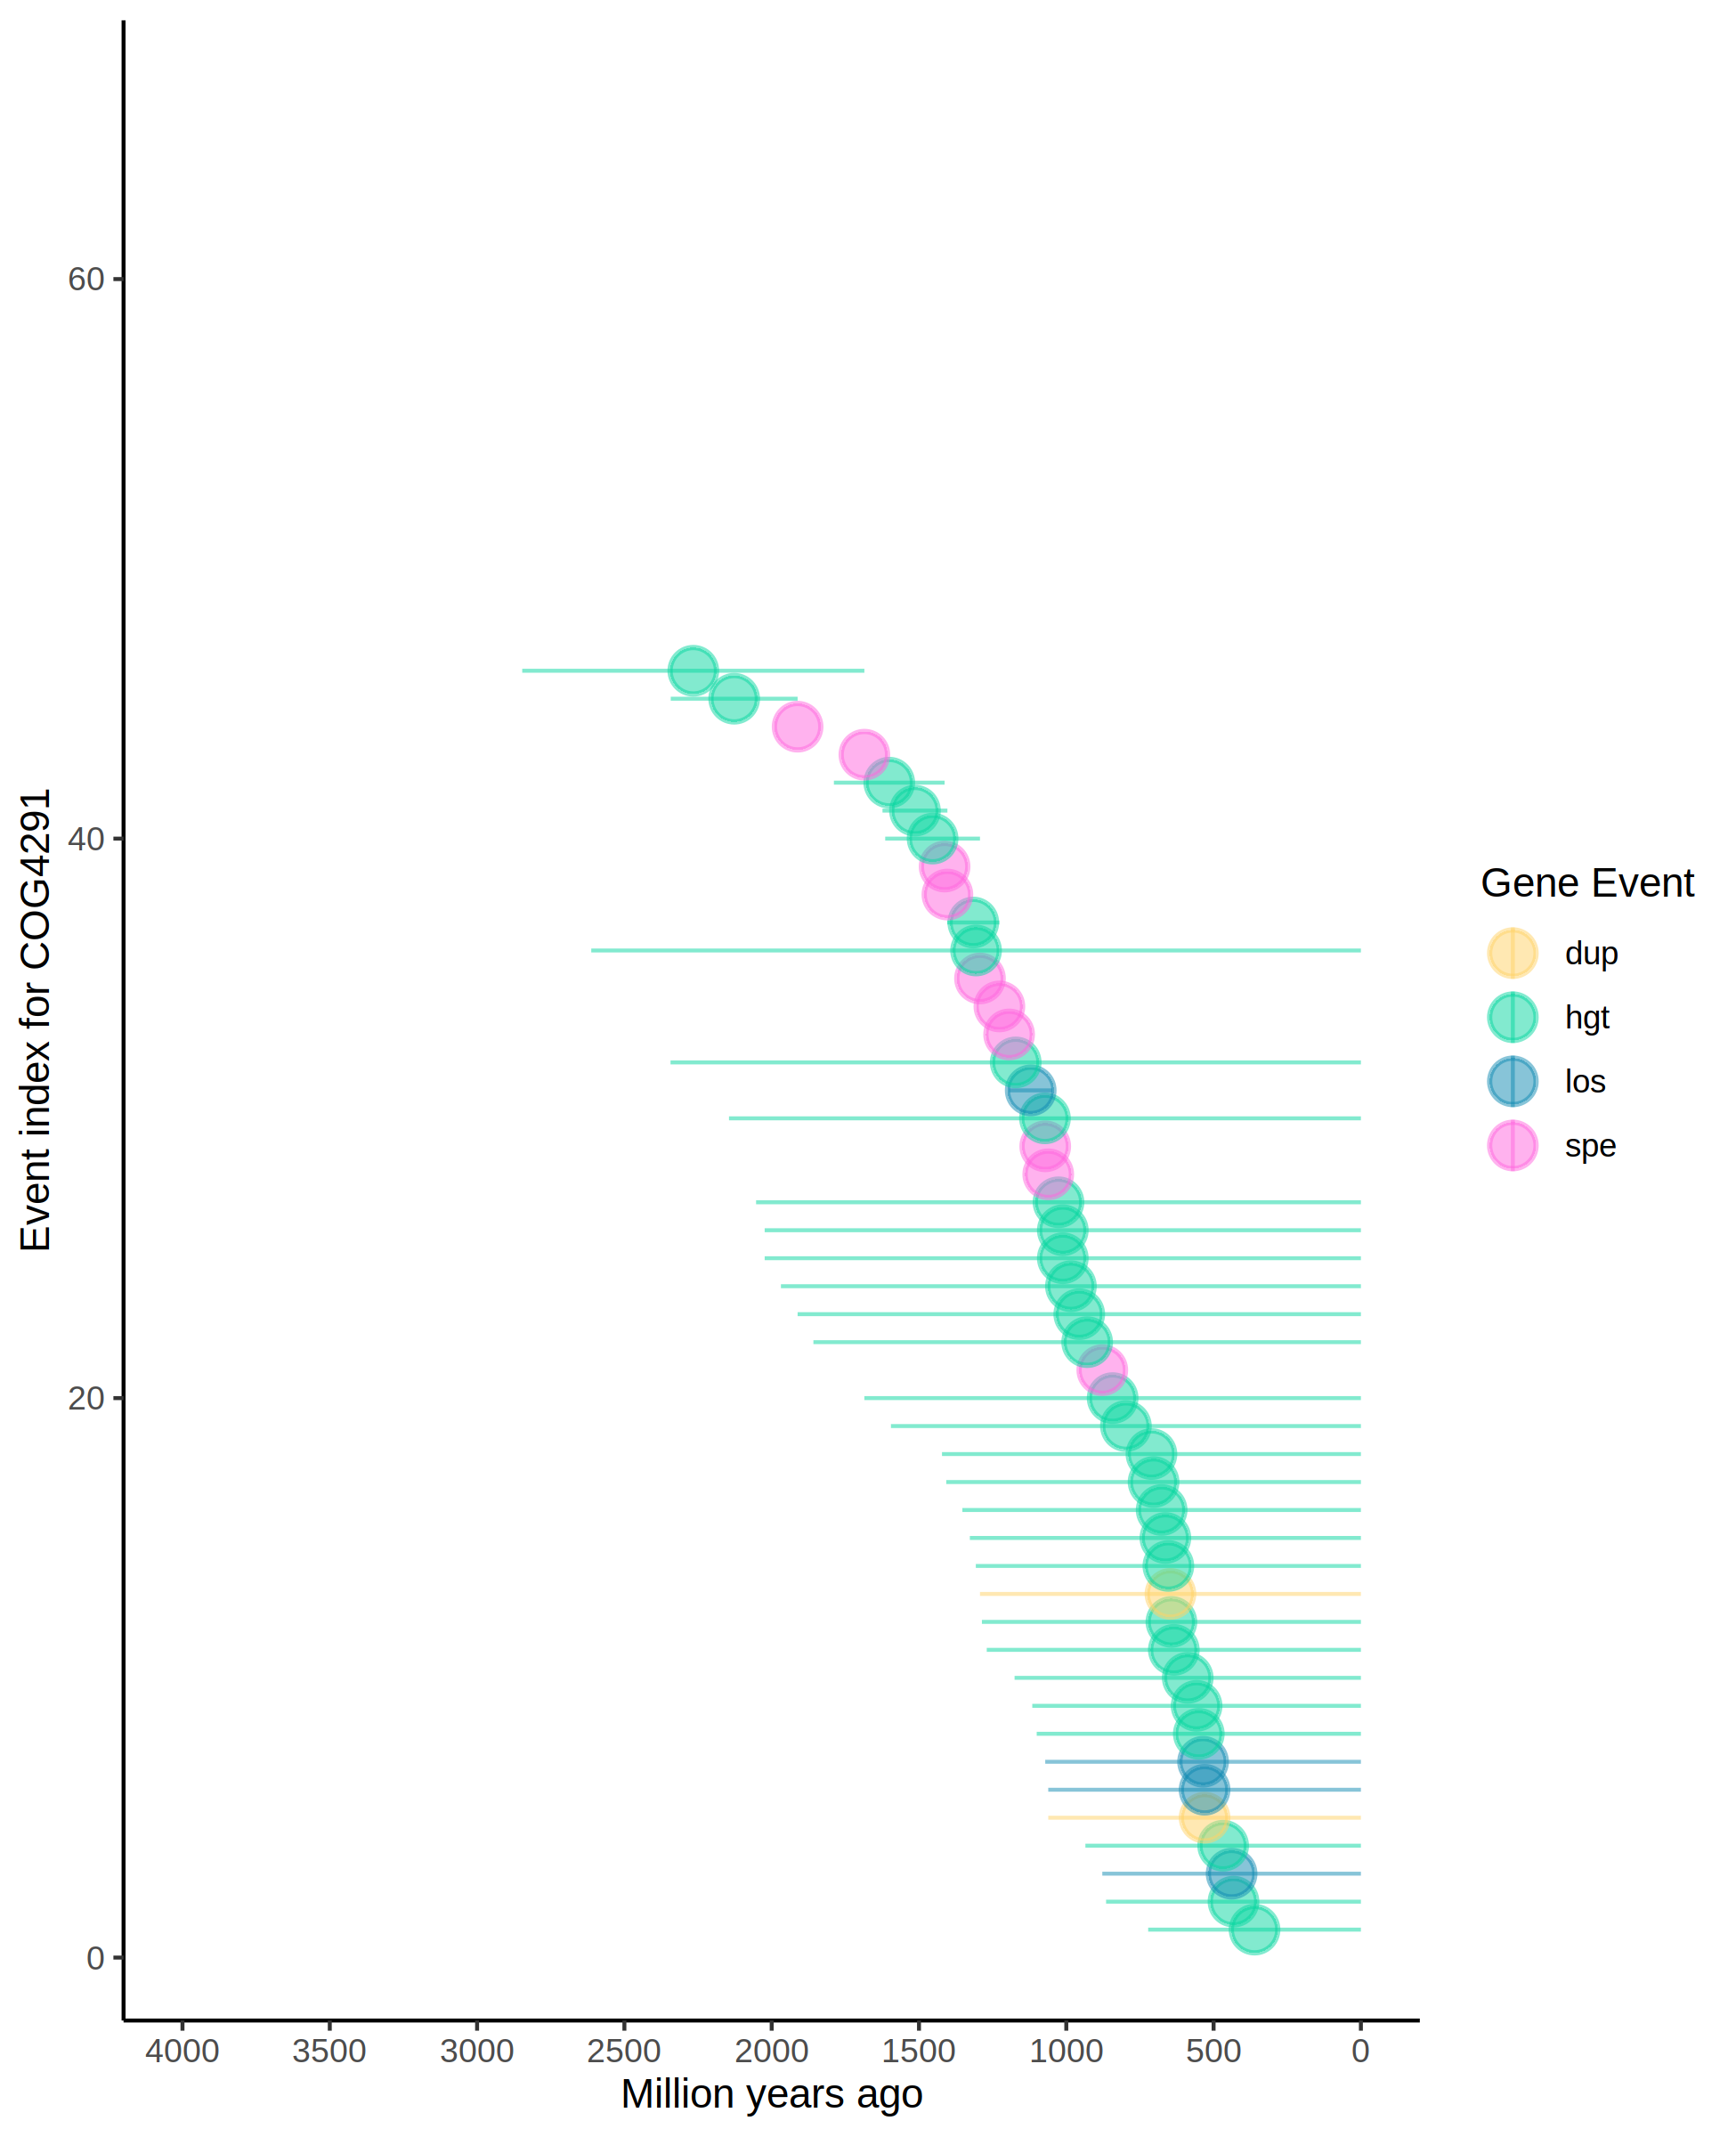 60
40
20
0
Event index for COG4291
4000 3500 3000 2500 2000 1500 1000 500 0
Million years ago
Gene Event
dup
hgt
los
spe